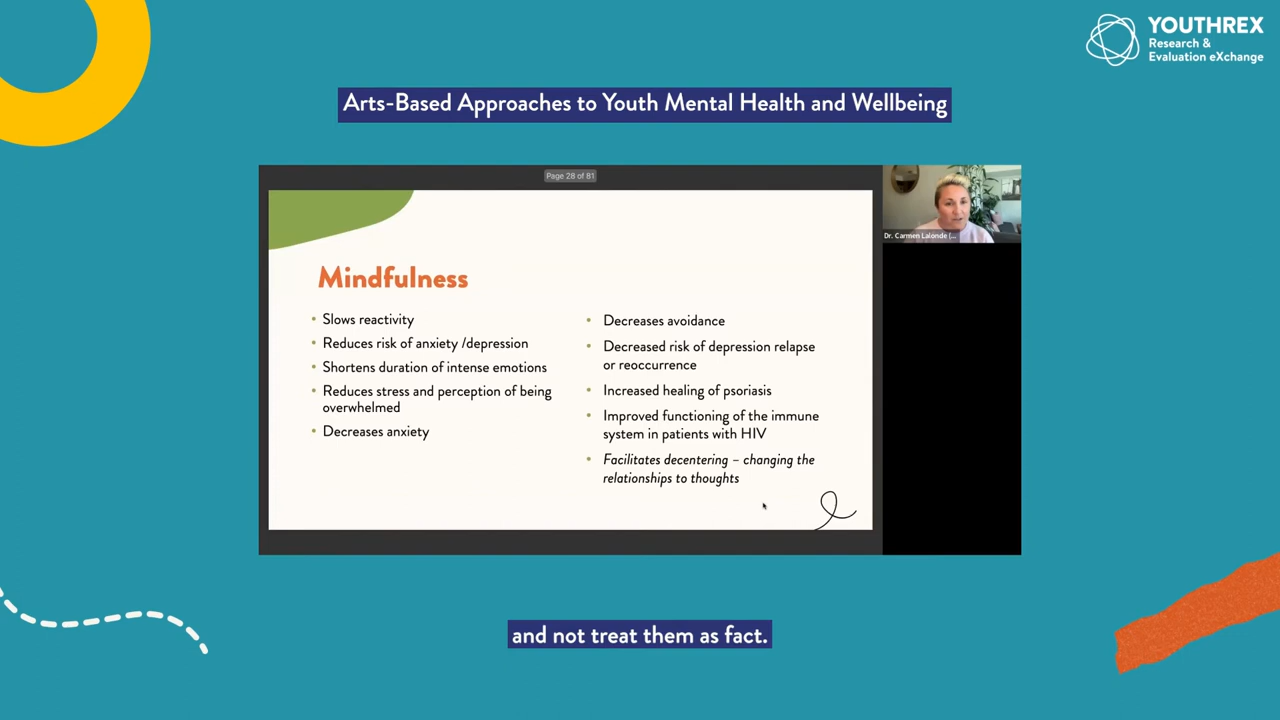 YOUTHREX
Research &
Evaluation eXchange
Arts-Based Approaches to Youth Mental Health and Wellbeing
Page 28 of 81
Dr. Carmen Lalonde (...
Mindfulness
• Slows reactivity
• Reduces risk of anxiety /depression
• Shortens duration of intense emotions
• Reduces stress and perception of being
overwhelmed
• Decreases anxiety
• Decreases avoidance
• Decreased risk of depression relapse
or reoccurrence
• Increased healing of psoriasis
• Improved functioning of the immune
system in patients with HIV
• Facilitates decentering – changing the
relationships to thoughts
and not treat them as fact.